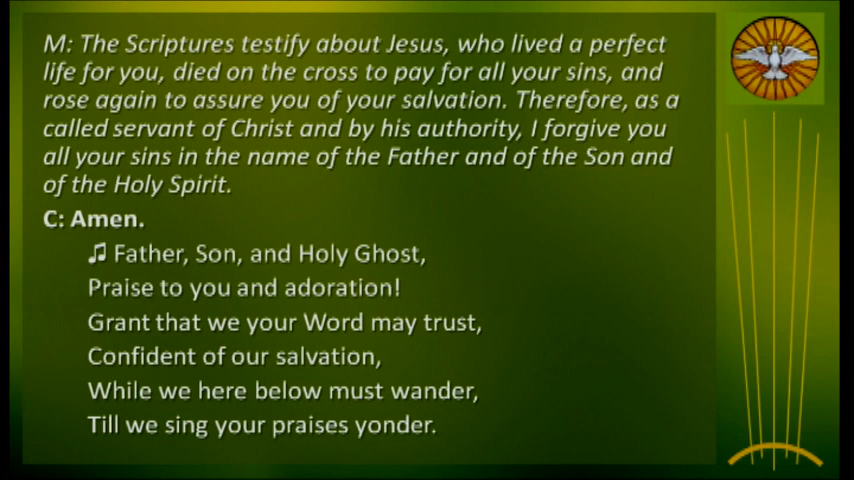 M: The Scriptures testify about Jesus, who lived a perfect
life for you, died on the cross to pay for all your sins, and
rose again to assure you of your salvation. Therefore, as a
called servant of Christ and by his authority, I forgive you
all your sins in the name of the Father and of the Son and
of the Holy Spirit.
C: Amen.
♫ Father, Son, and Holy Ghost,
Praise to you and adoration!
Grant that we your Word may trust,
Confident of our salvation,
While we here below must wander,
Till we sing your praises yonder.